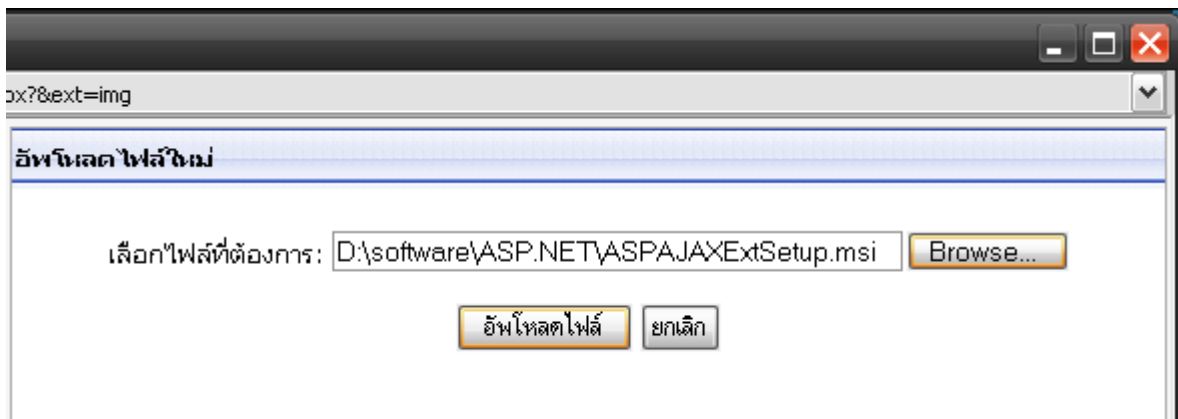 ox?&ext=img
อัพโหลดไฟล์ใหม่
เลือกไฟล์ที่ต้องการ: D:\software\ASP.NET\ASPAJAXExtSetup.msi Browse...
อัพโหลดไฟล์ ยกเลิก